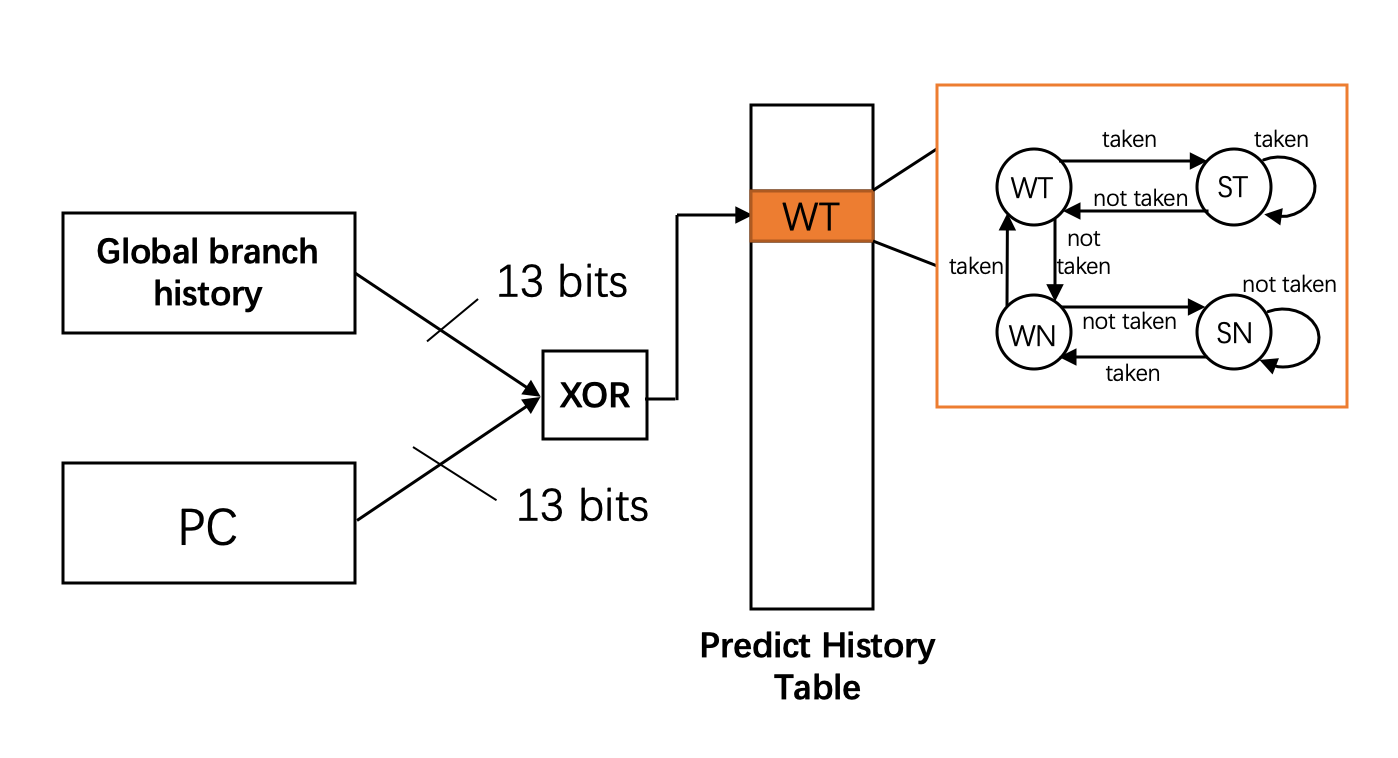 Global branch
history
13 bits
PC
13 bits
XOR
WT
Predict History
Table
taken
taken
WT
ST
not taken
not
taken
taken
not taken
WN
SN
not taken
taken